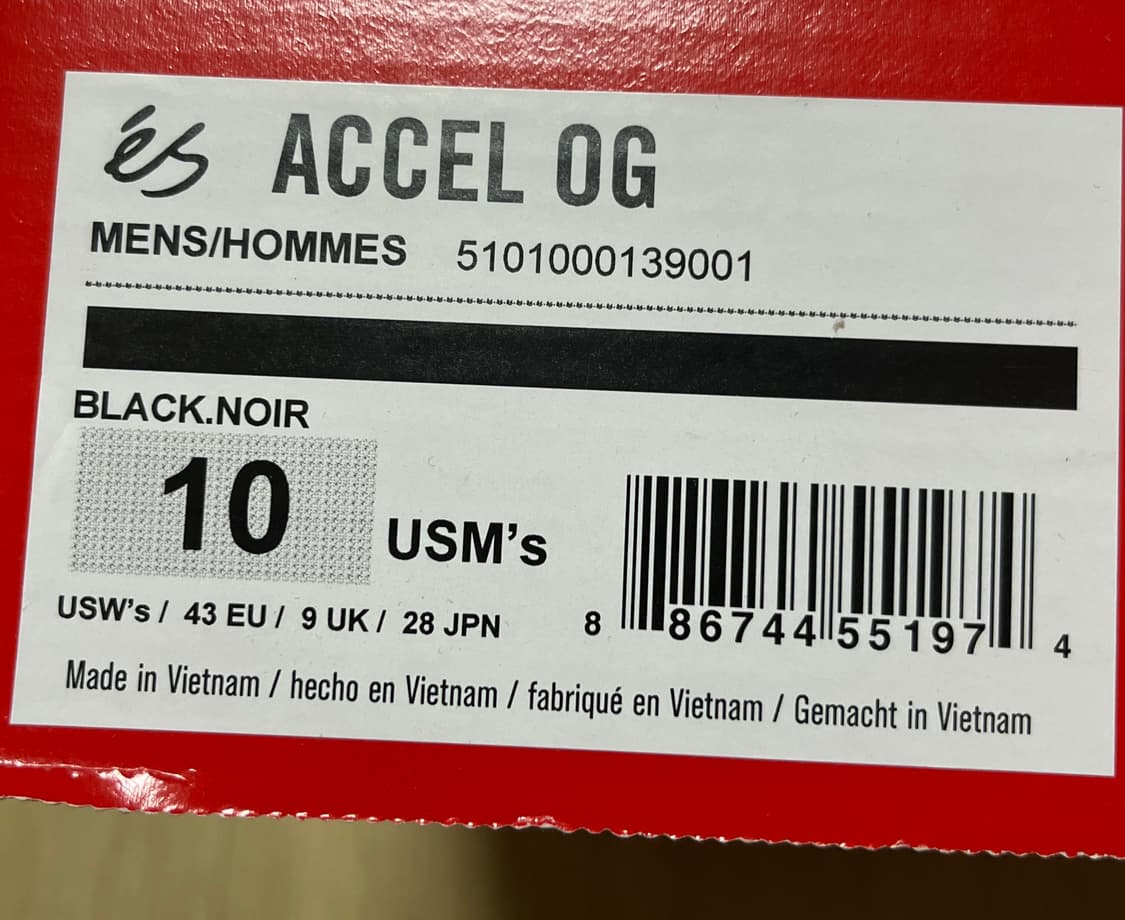 éS ACCEL OG
MENS/HOMMES 5101000139001
BLACK.NOIR
10 USM's
USW's / 43 EU / 9 UK / 28 JPN
8 86744 55197 4
Made in Vietnam / hecho en Vietnam / fabriqué en Vietnam / Gemacht in Vietnam